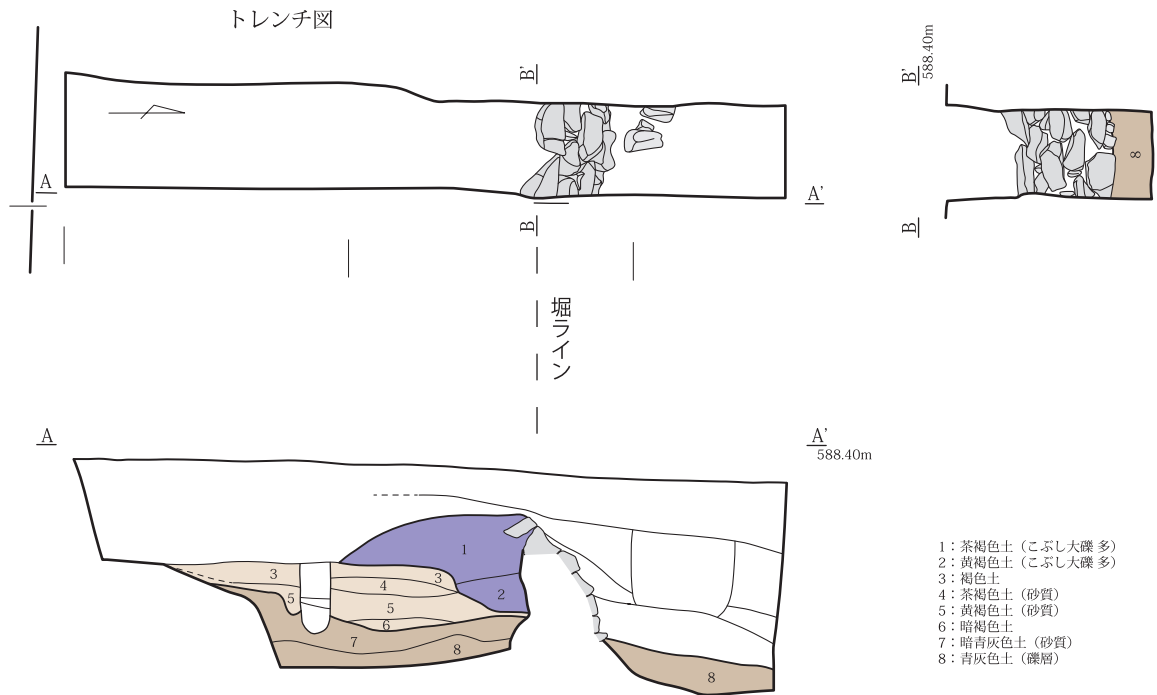 トレンチ図
B'
B'
588.40m
8
A
A'
B
B
堀ライン
A
A'
588.40m
1
3
3
4
2
5
5
6
7
8
8
1：茶褐色土（こぶし大礫 多）
2：黄褐色土（こぶし大礫 多）
3：褐色土
4：茶褐色土（砂質）
5：黄褐色土（砂質）
6：暗褐色土
7：暗青灰色土（砂質）
8：青灰色土（礫層）